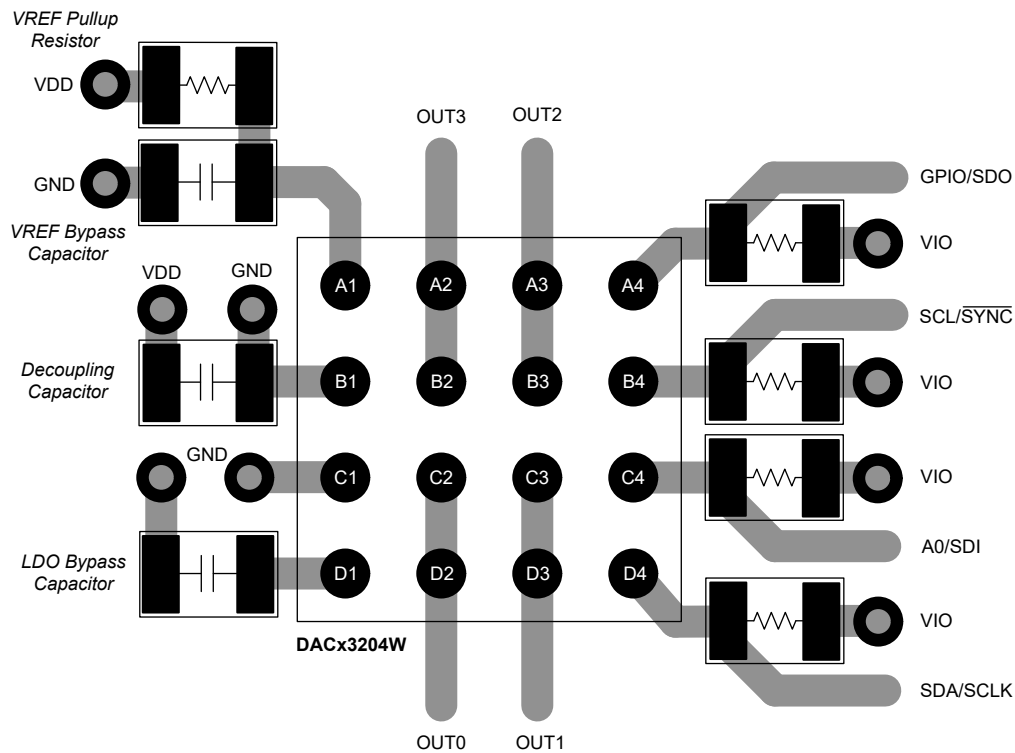 VREF Pullup
Resistor
VDD
OUT3
OUT2
GND
GPIO/SDO
VREF Bypass
Capacitor
VIO
VDD
GND
A1
A2
A3
A4
SCL/SYNC
Decoupling
Capacitor
B1
B2
B3
B4
VIO
GND
C1
C2
C3
C4
VIO
A0/SDI
LDO Bypass
Capacitor
D1
D2
D3
D4
VIO
DACx3204W
SDA/SCLK
OUT0
OUT1